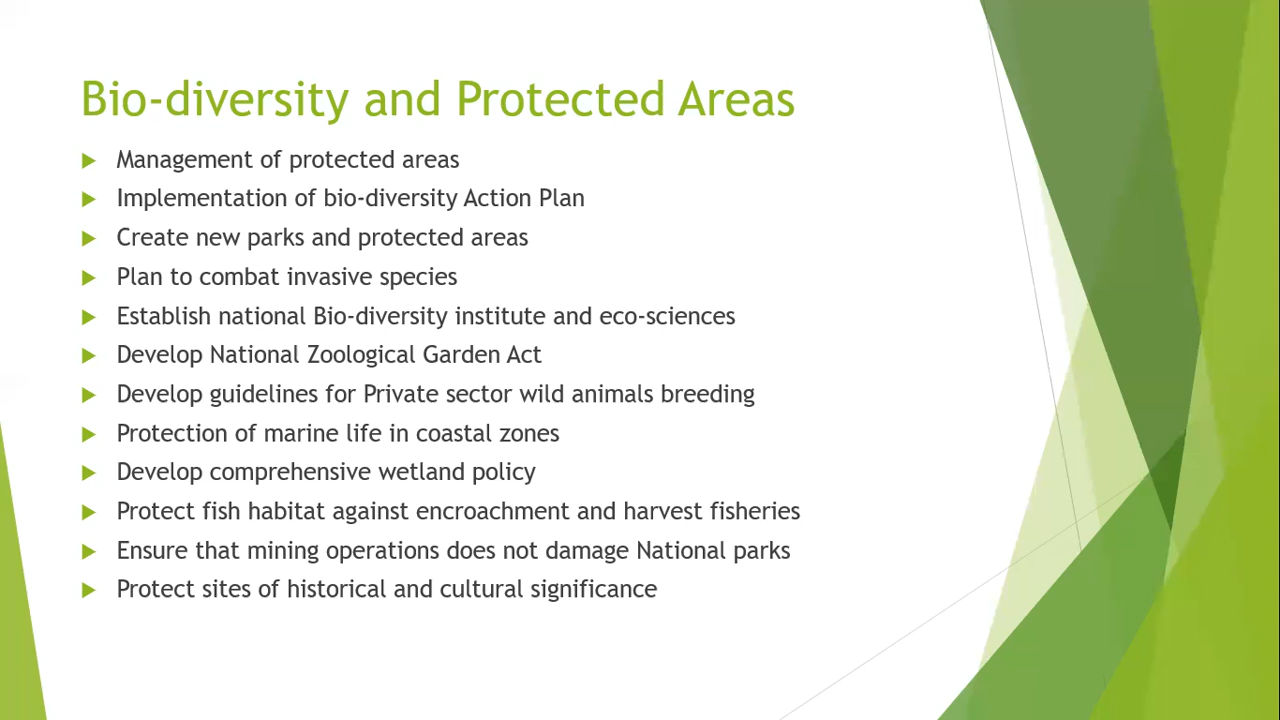 Bio-diversity and Protected Areas
Management of protected areas
Implementation of bio-diversity Action Plan
Create new parks and protected areas
Plan to combat invasive species
Establish national Bio-diversity institute and eco-sciences
Develop National Zoological Garden Act
Develop guidelines for Private sector wild animals breeding
Protection of marine life in coastal zones
Develop comprehensive wetland policy
Protect fish habitat against encroachment and harvest fisheries
Ensure that mining operations does not damage National parks
Protect sites of historical and cultural significance